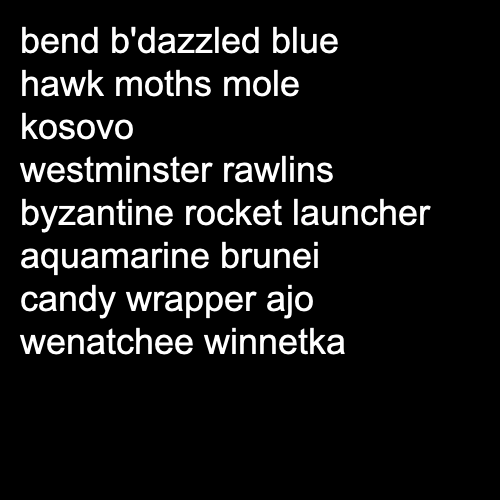 bend b'dazzled blue
hawk moths mole
kosovo
westminster rawlins
byzantine rocket launcher
aquamarine brunei
candy wrapper ajo
wenatchee winnetka